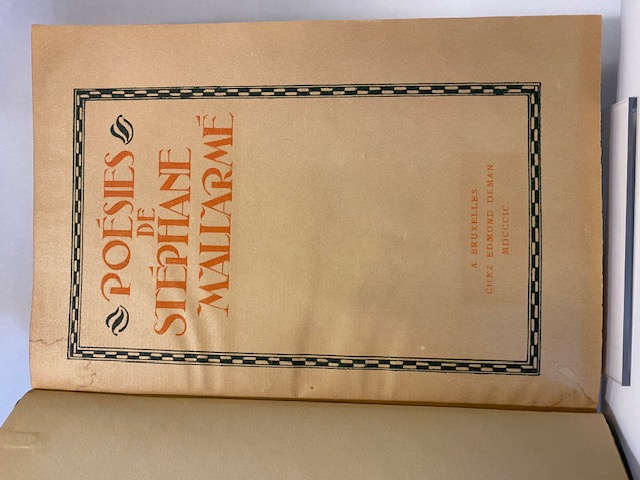 POÉSIES
DE
STÉPHANE
MALLARMÉ
A BRUXELLES
CHEZ EDMOND DEMAN
MDCCCIC